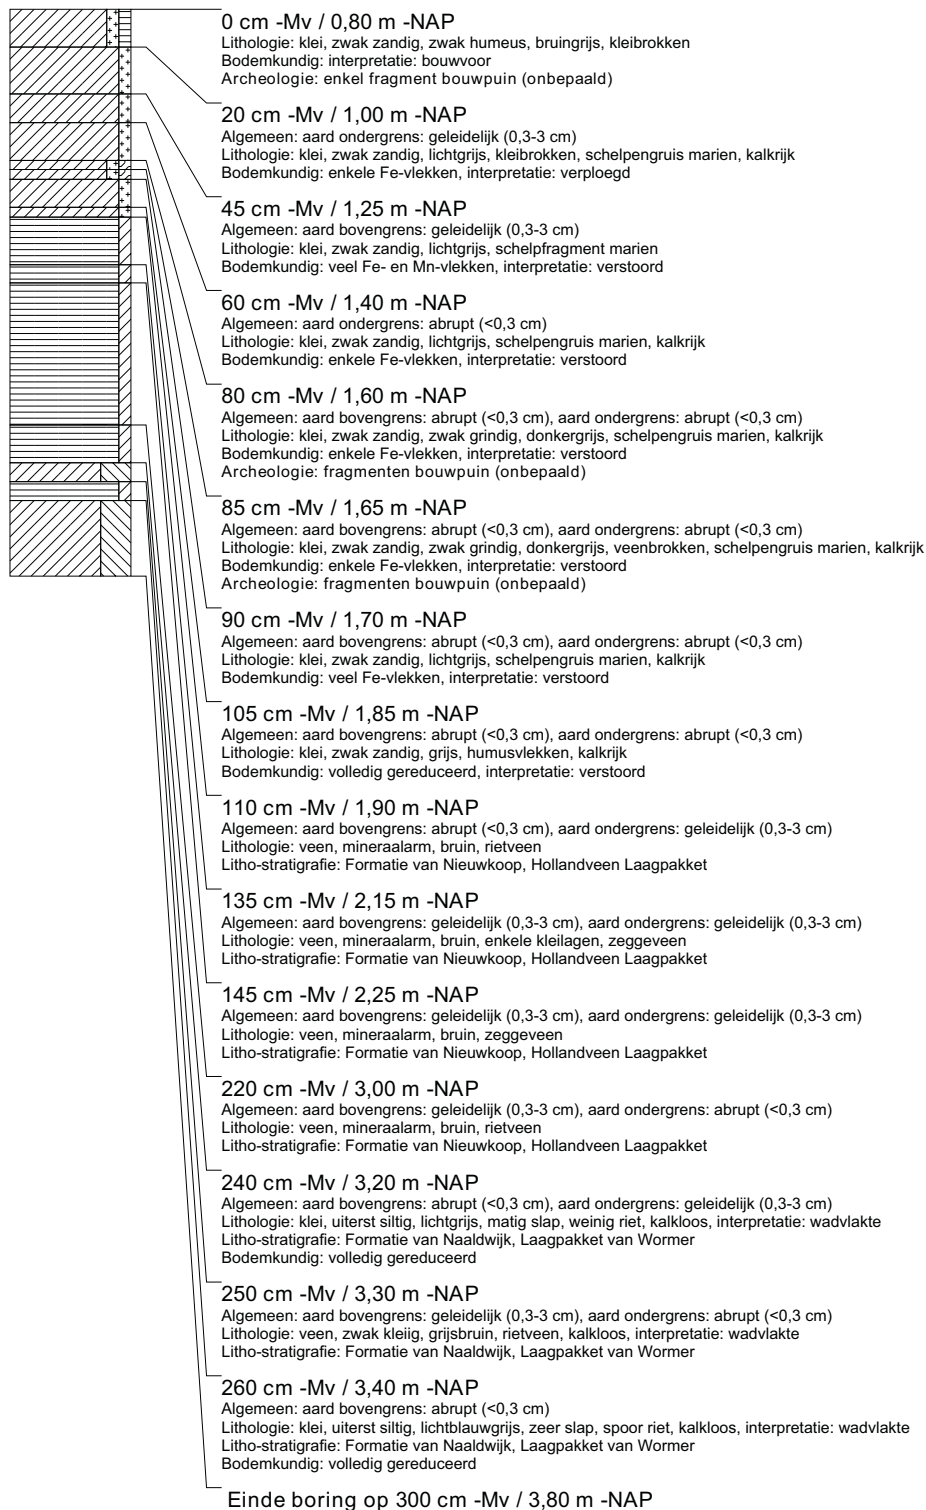 0 cm -Mv / 0,80 m -NAP
Lithologie: klei, zwak zandig, zwak humeus, bruingrijs, kleibrokken
Bodemkundig: interpretatie: bouwvoor
Archeologie: enkel fragment bouwpuin (onbepaald)
20 cm -Mv / 1,00 m -NAP
Algemeen: aard ondergrens: geleidelijk (0,3-3 cm)
Lithologie: klei, zwak zandig, lichtgrijs, kleibrokken, schelpengruis marien, kalkrijk
Bodemkundig: enkele Fe-vlekken, interpretatie: verploegd
45 cm -Mv / 1,25 m -NAP
Algemeen: aard bovengrens: geleidelijk (0,3-3 cm)
Lithologie: klei, zwak zandig, lichtgrijs, schelpfragment marien
Bodemkundig: veel Fe- en Mn-vlekken, interpretatie: verstoord
60 cm -Mv / 1,40 m -NAP
Algemeen: aard ondergrens: abrupt (<0,3 cm)
Lithologie: klei, zwak zandig, lichtgrijs, schelpengruis marien, kalkrijk
Bodemkundig: enkele Fe-vlekken, interpretatie: verstoord
80 cm -Mv / 1,60 m -NAP
Algemeen: aard bovengrens: abrupt (<0,3 cm), aard ondergrens: abrupt (<0,3 cm)
Lithologie: klei, zwak zandig, zwak grindig, donkergrijs, schelpengruis marien, kalkrijk
Bodemkundig: enkele Fe-vlekken, interpretatie: verstoord
Archeologie: fragmenten bouwpuin (onbepaald)
85 cm -Mv / 1,65 m -NAP
Algemeen: aard bovengrens: abrupt (<0,3 cm), aard ondergrens: abrupt (<0,3 cm)
Lithologie: klei, zwak zandig, zwak grindig, donkergrijs, veenbrokken, schelpengruis marien, kalkrijk
Bodemkundig: enkele Fe-vlekken, interpretatie: verstoord
Archeologie: fragmenten bouwpuin (onbepaald)
90 cm -Mv / 1,70 m -NAP
Algemeen: aard bovengrens: abrupt (<0,3 cm), aard ondergrens: abrupt (<0,3 cm)
Lithologie: klei, zwak zandig, lichtgrijs, schelpengruis marien, kalkrijk
Bodemkundig: veel Fe-vlekken, interpretatie: verstoord
105 cm -Mv / 1,85 m -NAP
Algemeen: aard bovengrens: abrupt (<0,3 cm), aard ondergrens: abrupt (<0,3 cm)
Lithologie: klei, zwak zandig, grijs, humusvlekken, kalkrijk
Bodemkundig: volledig gereduceerd, interpretatie: verstoord
110 cm -Mv / 1,90 m -NAP
Algemeen: aard bovengrens: abrupt (<0,3 cm), aard ondergrens: geleidelijk (0,3-3 cm)
Lithologie: veen, mineraalarm, bruin, rietveen
Litho-stratigrafie: Formatie van Nieuwkoop, Hollandveen Laagpakket
135 cm -Mv / 2,15 m -NAP
Algemeen: aard bovengrens: geleidelijk (0,3-3 cm), aard ondergrens: geleidelijk (0,3-3 cm)
Lithologie: veen, mineraalarm, bruin, enkele kleilagen, zeggeveen
Litho-stratigrafie: Formatie van Nieuwkoop, Hollandveen Laagpakket
145 cm -Mv / 2,25 m -NAP
Algemeen: aard bovengrens: geleidelijk (0,3-3 cm), aard ondergrens: geleidelijk (0,3-3 cm)
Lithologie: veen, mineraalarm, bruin, zeggeveen
Litho-stratigrafie: Formatie van Nieuwkoop, Hollandveen Laagpakket
220 cm -Mv / 3,00 m -NAP
Algemeen: aard bovengrens: geleidelijk (0,3-3 cm), aard ondergrens: abrupt (<0,3 cm)
Lithologie: veen, mineraalarm, bruin, rietveen
Litho-stratigrafie: Formatie van Nieuwkoop, Hollandveen Laagpakket
240 cm -Mv / 3,20 m -NAP
Algemeen: aard bovengrens: abrupt (<0,3 cm), aard ondergrens: geleidelijk (0,3-3 cm)
Lithologie: klei, uiterst siltig, lichtgrijs, matig slap, weinig riet, kalkloos, interpretatie: wadvlakte
Litho-stratigrafie: Formatie van Naaldwijk, Laagpakket van Wormer
Bodemkundig: volledig gereduceerd
250 cm -Mv / 3,30 m -NAP
Algemeen: aard bovengrens: geleidelijk (0,3-3 cm), aard ondergrens: abrupt (<0,3 cm)
Lithologie: veen, zwak kleiig, grijsbruin, rietveen, kalkloos, interpretatie: wadvlakte
Litho-stratigrafie: Formatie van Naaldwijk, Laagpakket van Wormer
260 cm -Mv / 3,40 m -NAP
Algemeen: aard bovengrens: abrupt (<0,3 cm)
Lithologie: klei, uiterst siltig, lichtblauwgrijs, zeer slap, spoor riet, kalkloos, interpretatie: wadvlakte
Litho-stratigrafie: Formatie van Naaldwijk, Laagpakket van Wormer
Bodemkundig: volledig gereduceerd
Einde boring op 300 cm -Mv / 3,80 m -NAP